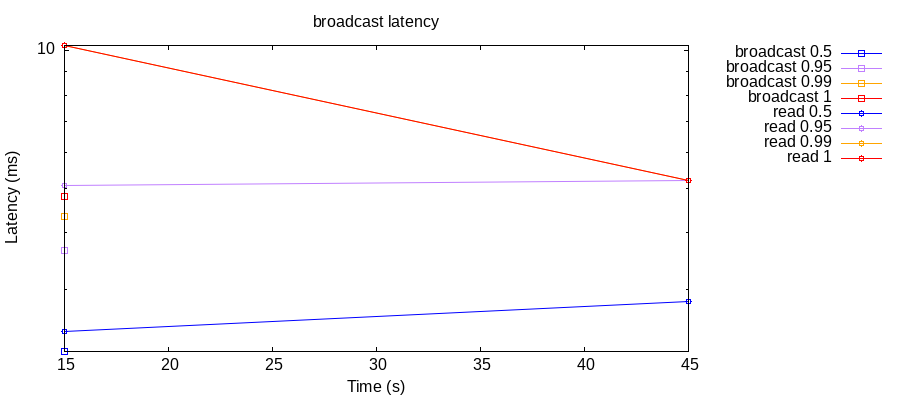 broadcast latency
10
Latency (ms)
15 20 25 30 35 40 45
Time (s)
broadcast 0.5
broadcast 0.95
broadcast 0.99
broadcast 1
read 0.5
read 0.95
read 0.99
read 1